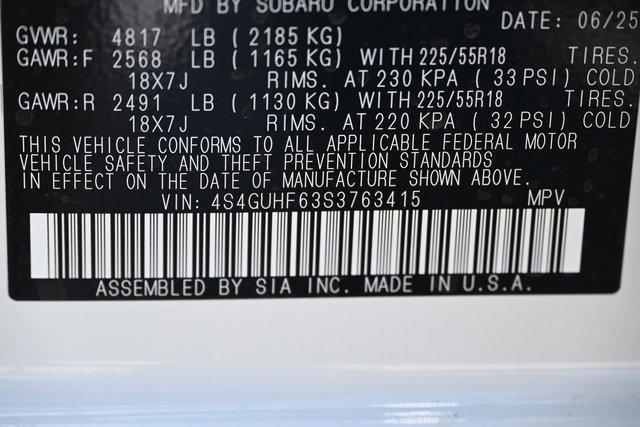 MFD BY SUBARU CORPORATION
DATE: 06/25
GVWR: 4817 LB ( 2185 KG)
GAWR:F 2568 LB ( 1165 KG) WITH 225/55R18 TIRES.
18X7J RIMS. AT 230 KPA ( 33 PSI) COLD
GAWR:R 2491 LB ( 1130 KG) WITH 225/55R18 TIRES.
18X7J RIMS. AT 220 KPA ( 32 PSI) COLD
THIS VEHICLE CONFORMS TO ALL APPLICABLE FEDERAL MOTOR
VEHICLE SAFETY AND THEFT PREVENTION STANDARDS
IN EFFECT ON THE DATE OF MANUFACTURE SHOWN ABOVE.
VIN: 4S4GUHF63S3763415 MPV
ASSEMBLED BY SIA INC. MADE IN U.S.A.